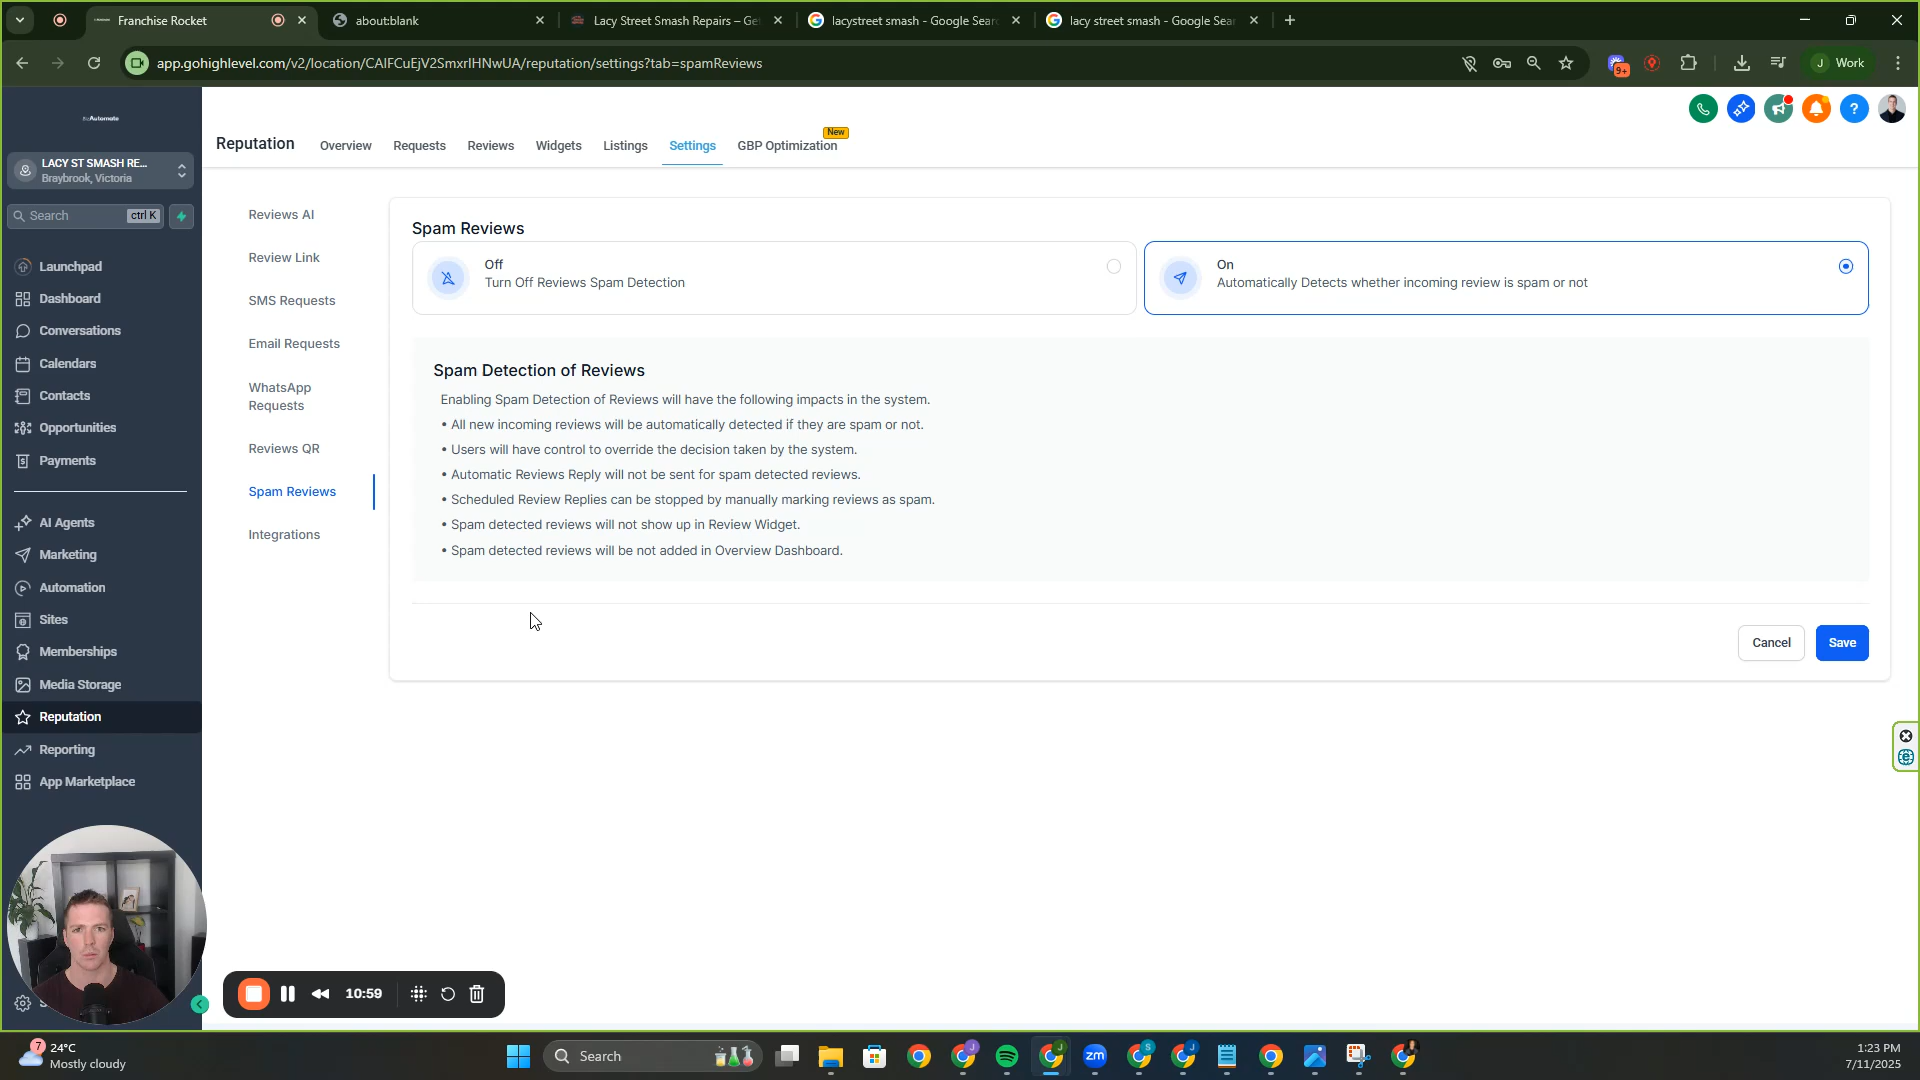 Franchise Rocket
about:blank
Lacy Street Smash Repairs – Ge
lacystreet smash - Google Sear
lacy street smash - Google Sear
app.gohighlevel.com/v2/location/CAIFCuEjV2SmxrIHNwUA/reputation/settings?tab=spamReviews
9+
J Work
BizAutomate
LACY ST SMASH RE...
Braybrook, Victoria
Search ctrl K
Launchpad
Dashboard
Conversations
Calendars
Contacts
Opportunities
Payments
AI Agents
Marketing
Automation
Sites
Memberships
Media Storage
Reputation
Reporting
App Marketplace
Reputation
Overview
Requests
Reviews
Widgets
Listings
Settings
GBP Optimization
New
Reviews AI
Review Link
SMS Requests
Email Requests
WhatsApp
Requests
Reviews QR
Spam Reviews
Integrations
Spam Reviews
Off
Turn Off Reviews Spam Detection
On
Automatically Detects whether incoming review is spam or not
Spam Detection of Reviews
Enabling Spam Detection of Reviews will have the following impacts in the system.
• All new incoming reviews will be automatically detected if they are spam or not.
• Users will have control to override the decision taken by the system.
• Automatic Reviews Reply will not be sent for spam detected reviews.
• Scheduled Review Replies can be stopped by manually marking reviews as spam.
• Spam detected reviews will not show up in Review Widget.
• Spam detected reviews will be not added in Overview Dashboard.
Cancel
Save
10:59
7
24°C
Mostly cloudy
Search
zm
1:23 PM
7/11/2025